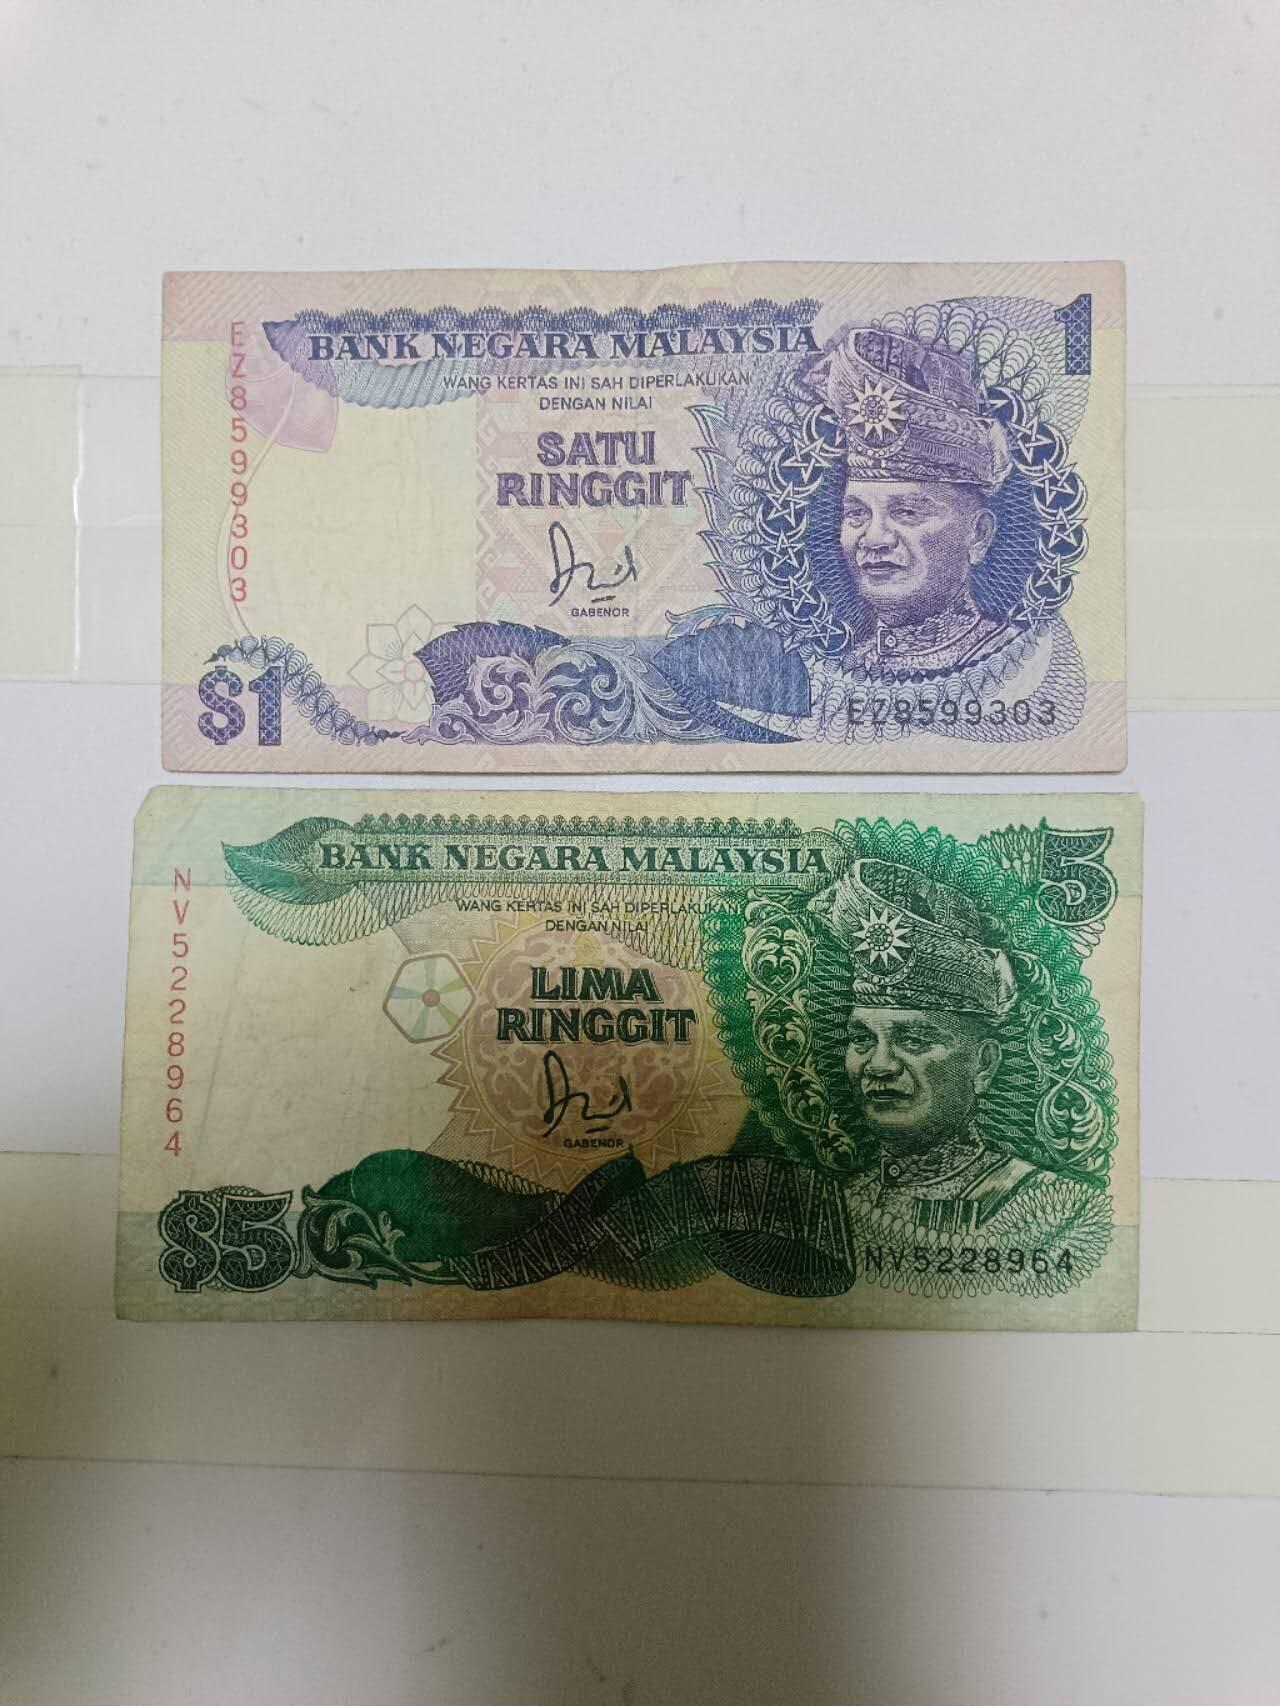 1
BANK NEGARA MALAYSIA
WANG KERTAS INI SAH DIPERLAKUKAN
DENGAN NILAI
SATU
RINGGIT
GABENOR
EZ8599303
$1
EZ8599303
5
BANK NEGARA MALAYSIA
WANG KERTAS INI SAH DIPERLAKUKAN
DENGAN NILAI
LIMA
RINGGIT
GABENOR
NV5228964
$5
NV5228964